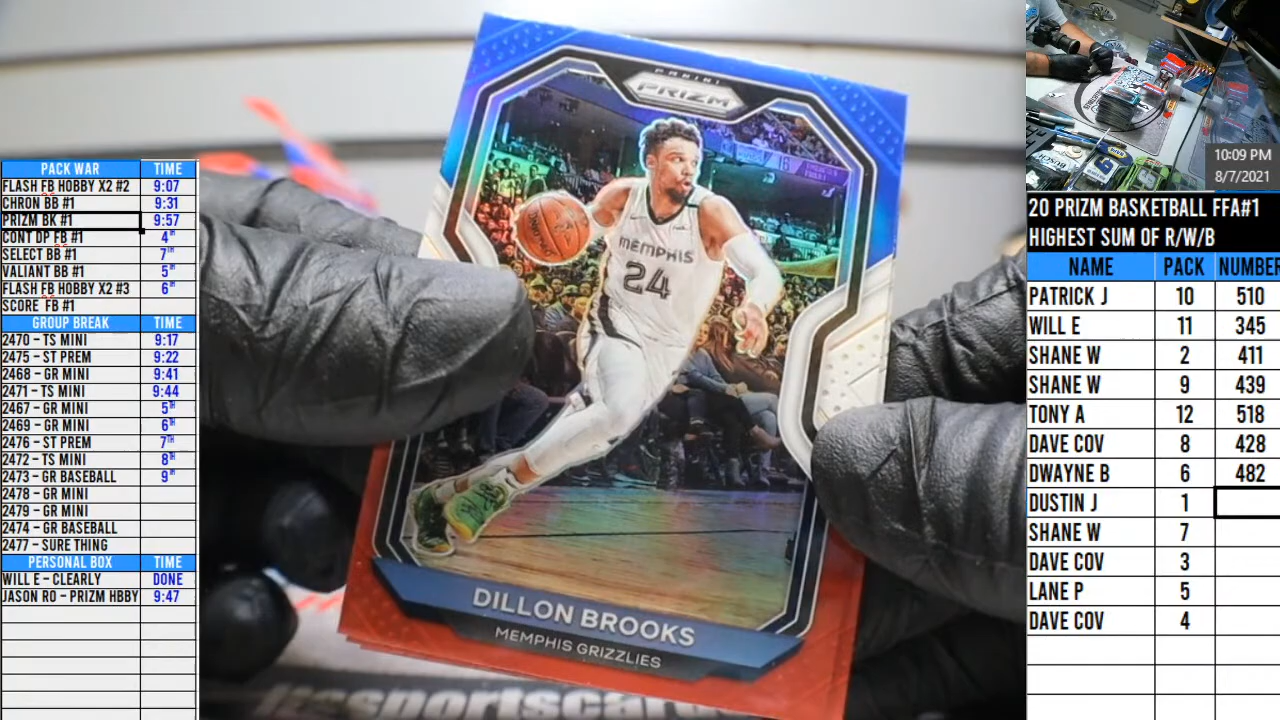 PACK WAR TIME
FLASH FB HOBBY X2 #2 9:07
CHRON BB #1 9:31
PRIZM BK #1 9:57
CONT DP FB #1 4TH
SELECT BB #1 7TH
VALIANT BB #1 5TH
FLASH FB HOBBY X2 #3 6TH
SCORE FB #1
GROUP BREAK TIME
2470 – TS MINI 9:17
2475 – ST PREM 9:22
2468 – GR MINI 9:41
2471 – TS MINI 9:44
2467 – GR MINI 5TH
2469 – GR MINI 6TH
2476 – ST PREM 7TH
2472 – TS MINI 8TH
2473 – GR BASEBALL 9TH
2478 – GR MINI
2479 – GR MINI
2474 – GR BASEBALL
2477 – SURE THING
PERSONAL BOX TIME
WILL E – CLEARLY DONE
JASON RO – PRIZM HBBY 9:47
PANINI
PRIZM
MEMPHIS
24
DILLON BROOKS
MEMPHIS GRIZZLIES
10:09 PM
8/7/2021
20 PRIZM BASKETBALL FFA#1
HIGHEST SUM OF R/W/B
NAME PACK NUMBER
PATRICK J 10 510
WILL E 11 345
SHANE W 2 411
SHANE W 9 439
TONY A 12 518
DAVE COV 8 428
DWAYNE B 6 482
DUSTIN J 1
SHANE W 7
DAVE COV 3
LANE P 5
DAVE COV 4